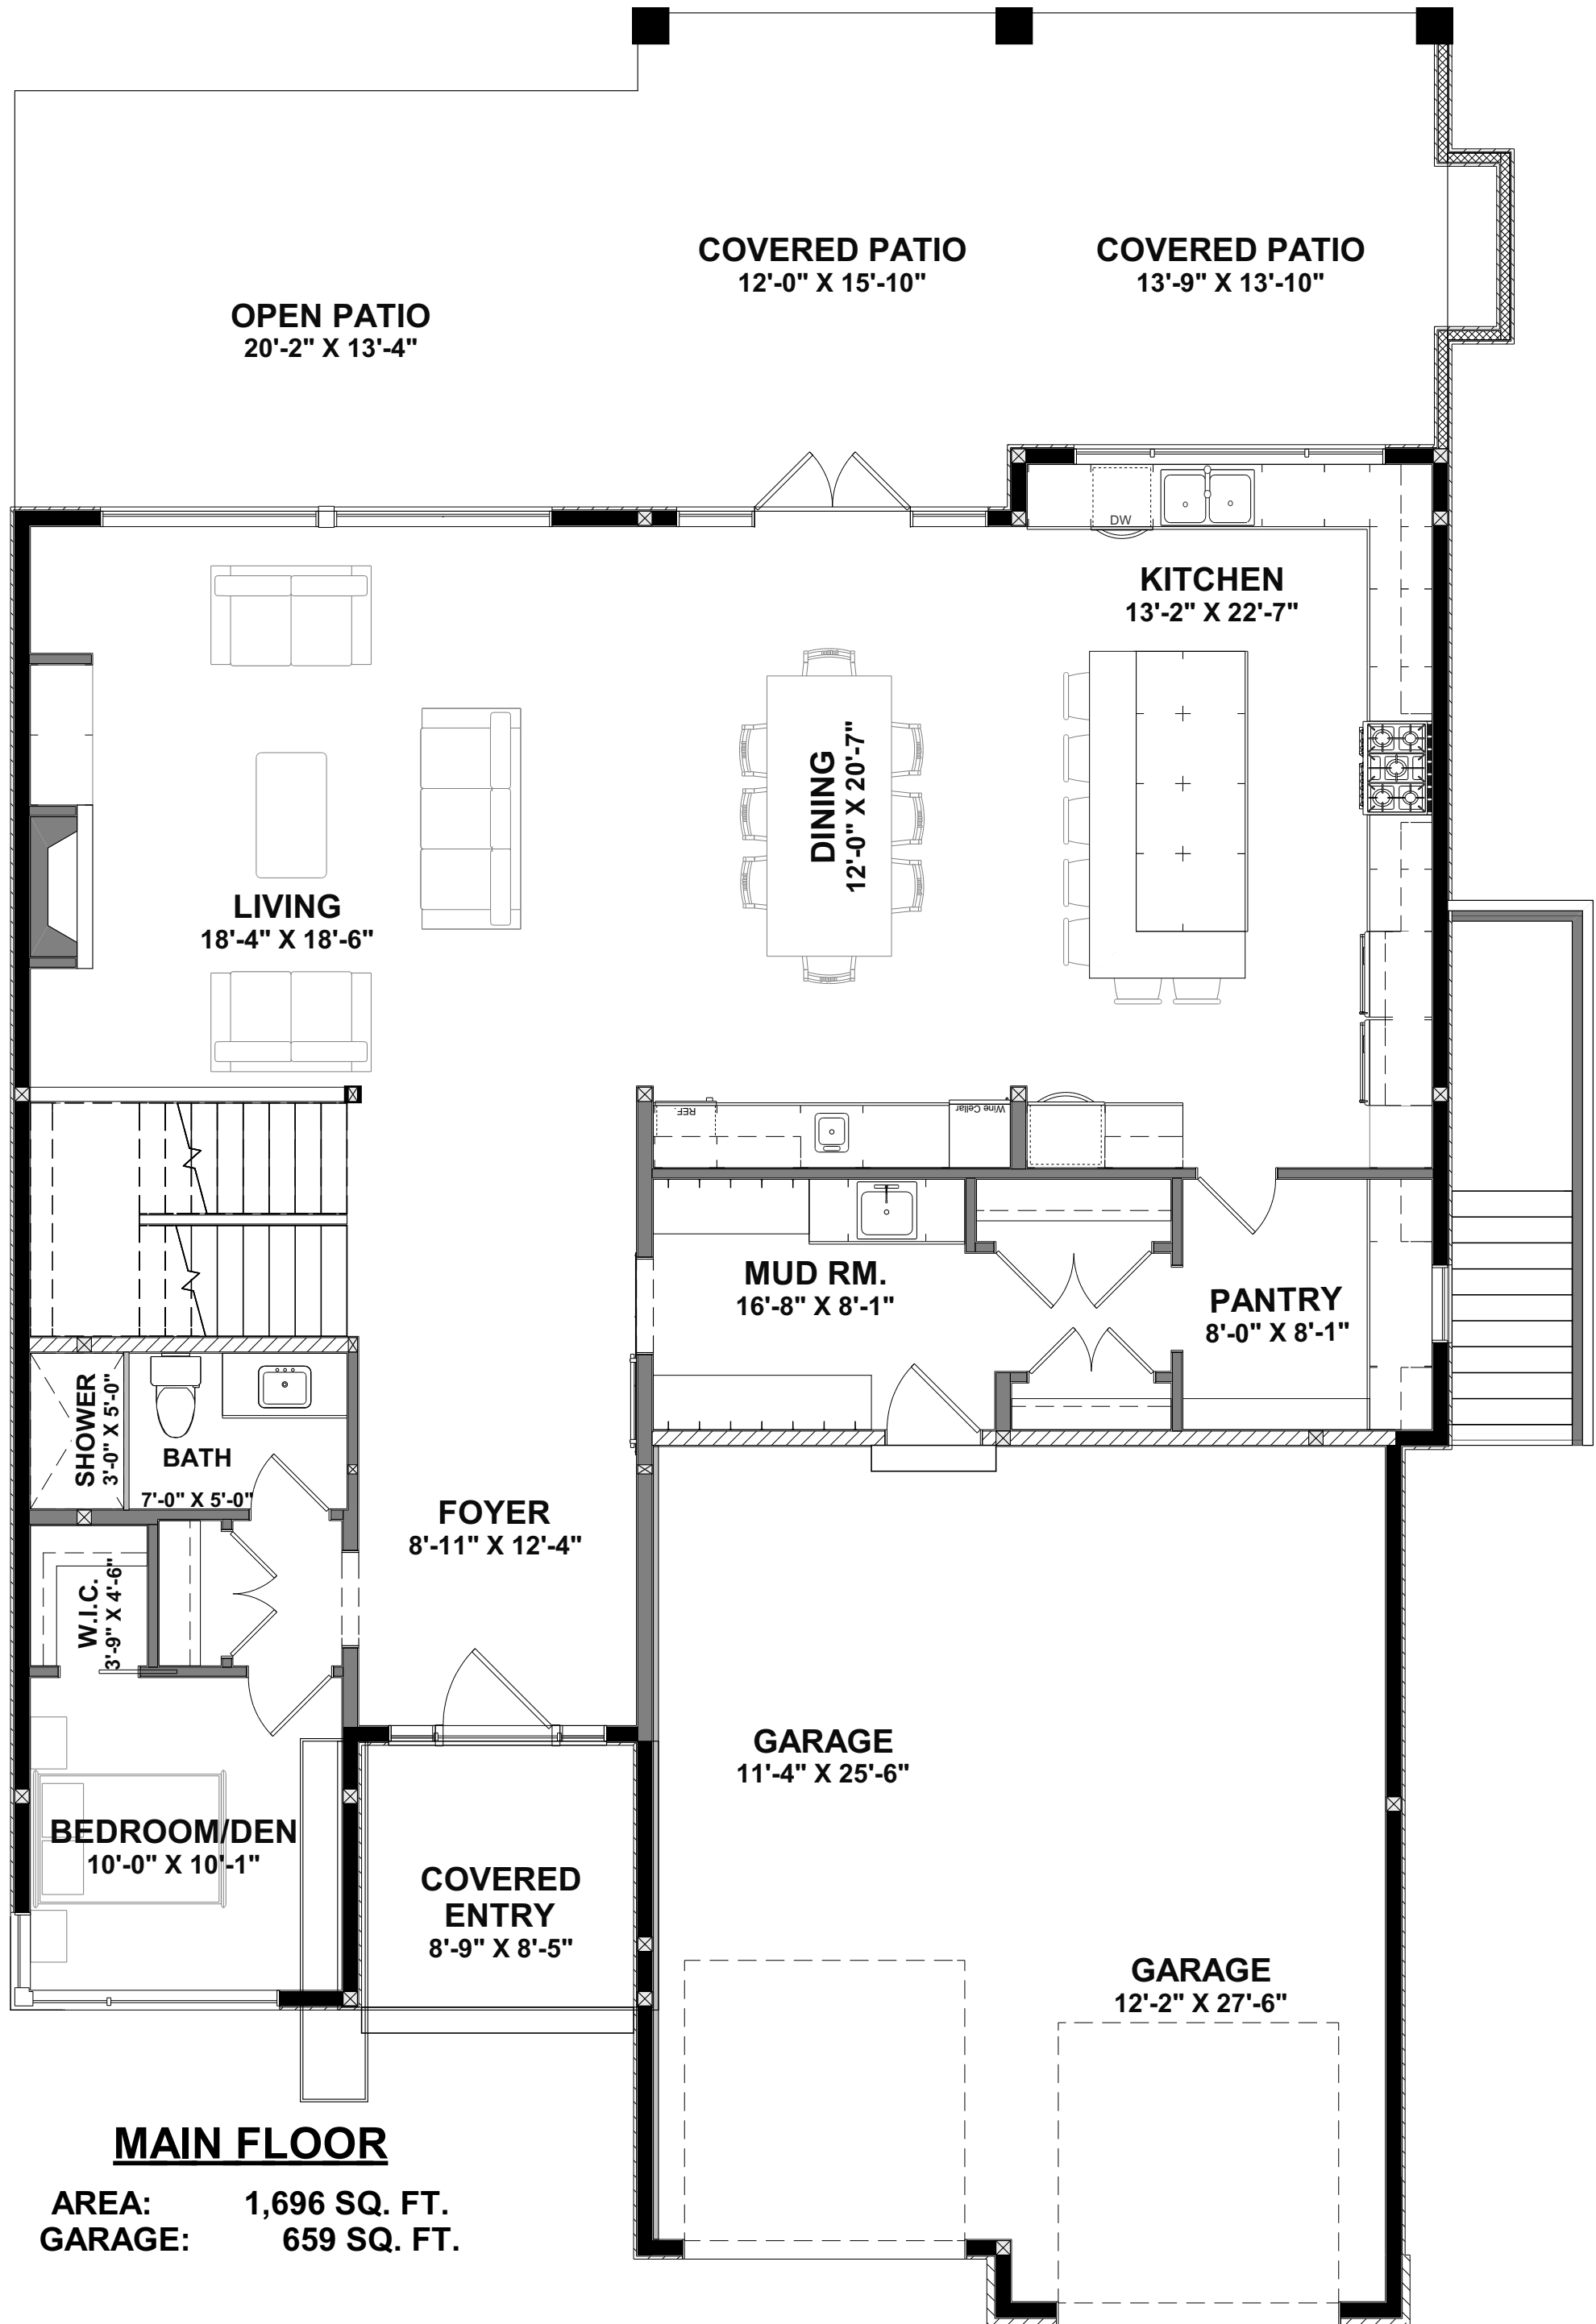 COVERED PATIO
12'-0" X 15'-10"
COVERED PATIO
13'-9" X 13'-10"
OPEN PATIO
20'-2" X 13'-4"
DW
KITCHEN
13'-2" X 22'-7"
DINING
12'-0" X 20'-7"
LIVING
18'-4" X 18'-6"
REF.
Wine Cellar
MUD RM.
16'-8" X 8'-1"
PANTRY
8'-0" X 8'-1"
SHOWER
3'-0" X 5'-0"
BATH
7'-0" X 5'-0"
FOYER
8'-11" X 12'-4"
W.I.C.
3'-9" X 4'-6"
GARAGE
11'-4" X 25'-6"
BEDROOM/DEN
10'-0" X 10'-1"
COVERED
ENTRY
8'-9" X 8'-5"
GARAGE
12'-2" X 27'-6"
MAIN FLOOR
AREA: 1,696 SQ. FT.
GARAGE: 659 SQ. FT.